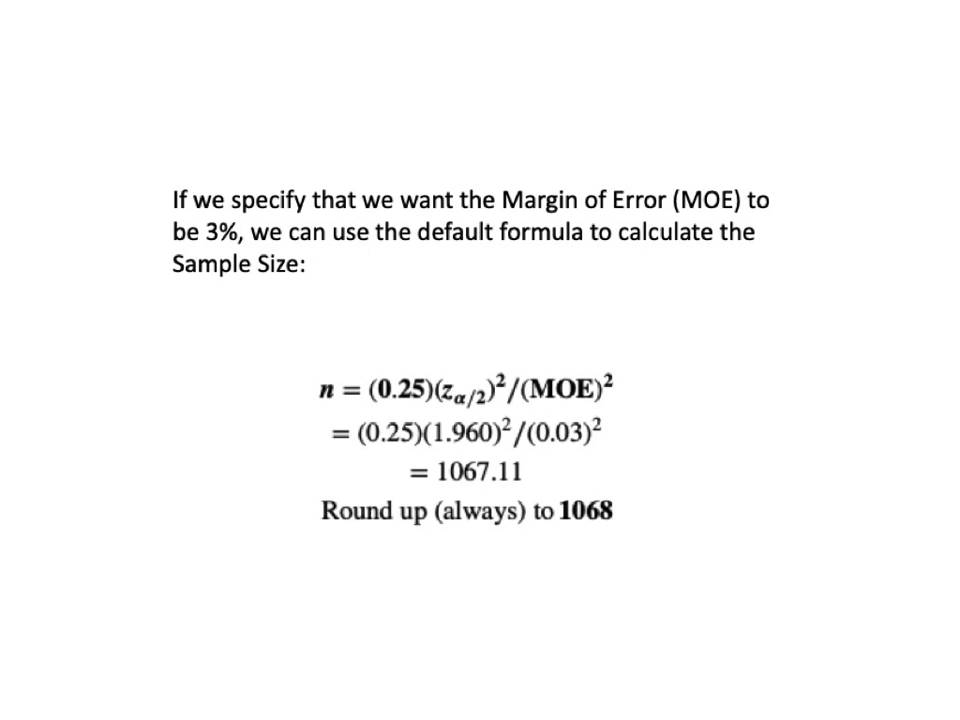 If we specify that we want the Margin of Error (MOE) to
be 3%, we can use the default formula to calculate the
Sample Size:
n = (0.25)(zα/2)²/(MOE)²
= (0.25)(1.960)²/(0.03)²
= 1067.11
Round up (always) to 1068